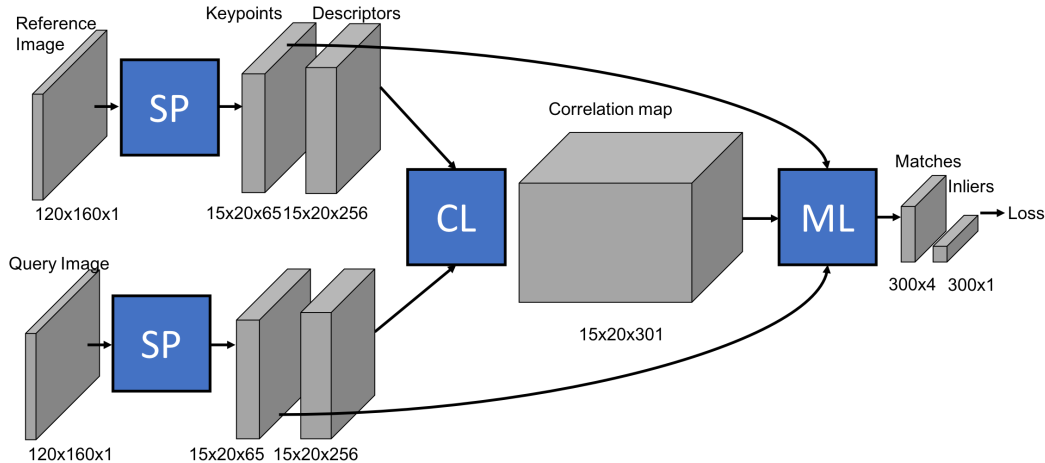 Reference
Image
Keypoints
Descriptors
SP
120x160x1
15x20x65
15x20x256
CL
Correlation map
15x20x301
ML
Matches
Inliers
Loss
300x4
300x1
Query Image
SP
120x160x1
15x20x65
15x20x256